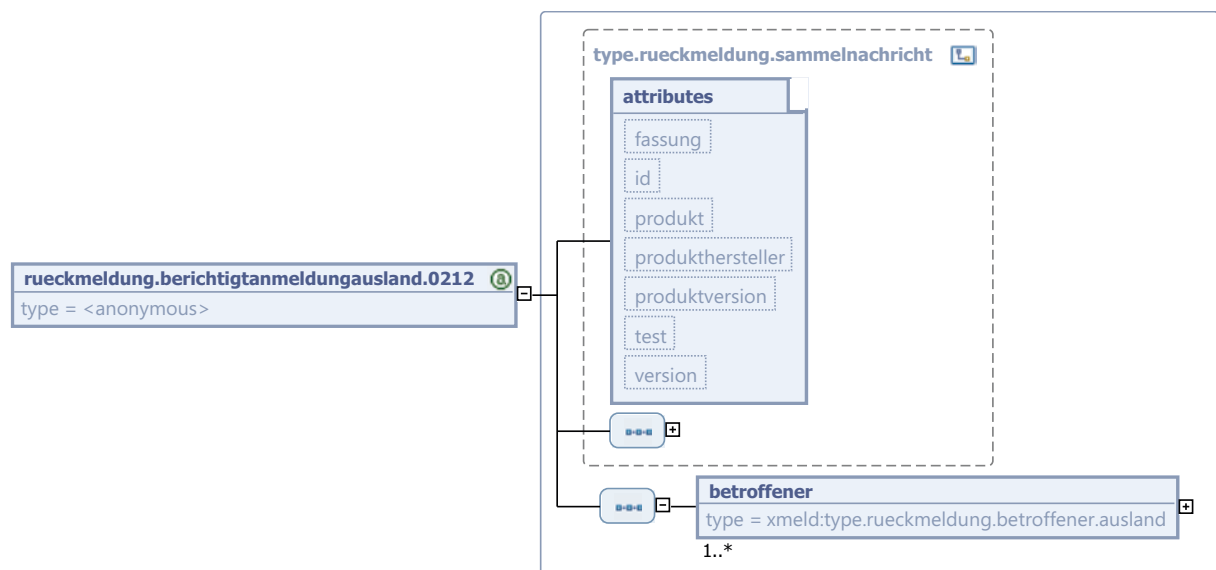 type.rueckmeldung.sammelnachricht
attributes
fassung
id
produkt
produkthersteller
produktversion
test
version
rueckmeldung.berichtigtanmeldungausland.0212
type = <anonymous>
betroffener
type = xmeld:type.rueckmeldung.betroffener.ausland
1..*